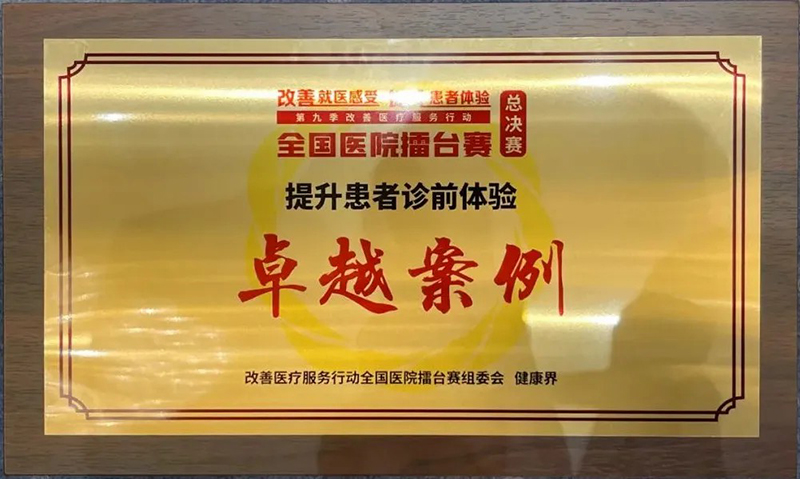 改善就医感受 患者体验
第九季改善医疗服务行动
全国医院擂台赛
总决赛
提升患者诊前体验
卓越案例
改善医疗服务行动全国医院擂台赛组委会 健康界